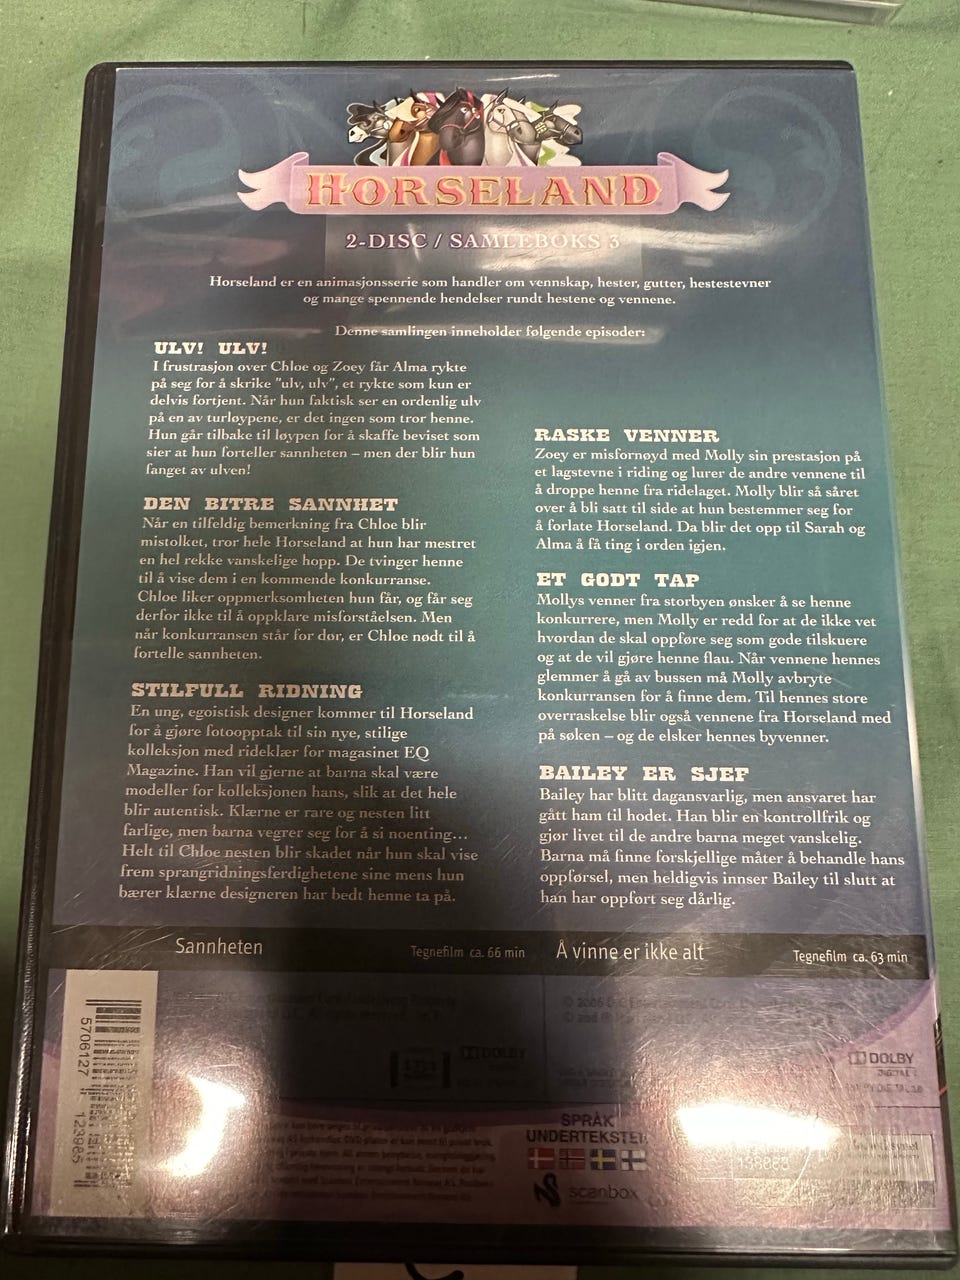 HORSELAND
2-DISC / SAMLEBOKS 3
Horseland er en animasjonsserie som handler om vennskap, hester, gutter, hestestevner
og mange spennende hendelser rundt hestene og vennene.
Denne samlingen inneholder følgende episoder:
ULV! ULV!
I frustrasjon over Chloe og Zoey får Alma rykte
på seg for å skrike "ulv, ulv", et rykte som kun er
delvis fortjent. Når hun faktisk ser en ordenlig ulv
på en av turløypene, er det ingen som tror henne.
Hun går tilbake til løypen for å skaffe beviset som
sier at hun forteller sannheten – men der blir hun
fanget av ulven!
DEN BITRE SANNHET
Når en tilfeldig bemerkning fra Chloe blir
mistolket, tror hele Horseland at hun har mestret
en hel rekke vanskelige hopp. De tvinger henne
til å vise dem i en kommende konkurranse.
Chloe liker oppmerksomheten hun får, og får seg
derfor ikke til å oppklare misforståelsen. Men
når konkurransen står for dør, er Chloe nødt til å
fortelle sannheten.
STILFULL RIDNING
En ung, egoistisk designer kommer til Horseland
for å gjøre fotoopptak til sin nye, stilige
kolleksjon med rideklær for magasinet EQ
Magazine. Han vil gjerne at barna skal være
modeller for kolleksjonen hans, slik at det hele
blir autentisk. Klærne er rare og nesten litt
farlige, men barna vegrer seg for å si noenting...
Helt til Chloe nesten blir skadet når hun skal vise
frem sprangridningsferdighetene sine mens hun
bærer klærne designeren har bedt henne ta på.
RASKE VENNER
Zoey er misfornøyd med Molly sin prestasjon på
et lagstevne i riding og lurer de andre vennene til
å droppe henne fra ridelaget. Molly blir så såret
over å bli satt til side at hun bestemmer seg for
å forlate Horseland. Da blir det opp til Sarah og
Alma å få ting i orden igjen.
ET GODT TAP
Mollys venner fra storbyen ønsker å se henne
konkurrere, men Molly er redd for at de ikke vet
hvordan de skal oppføre seg som gode tilskuere
og at de vil gjøre henne flau. Når vennene hennes
glemmer å gå av bussen må Molly avbryte
konkurransen for å finne dem. Til hennes store
overraskelse blir også vennene fra Horseland med
på søken – og de elsker hennes byvenner.
BAILEY ER SJEF
Bailey har blitt dagansvarlig, men ansvaret har
gått ham til hodet. Han blir en kontrollfrik og
gjør livet til de andre barna meget vanskelig.
Barna må finne forskjellige måter å behandle hans
oppførsel, men heldigvis innser Bailey til slutt at
han har oppført seg dårlig.
Sannheten Tegnefilm ca. 66 min
Å vinne er ikke alt Tegnefilm ca. 63 min
5706127 123985
DOLBY
DOLBY
DIGITAL
SPRÅK
scanbox